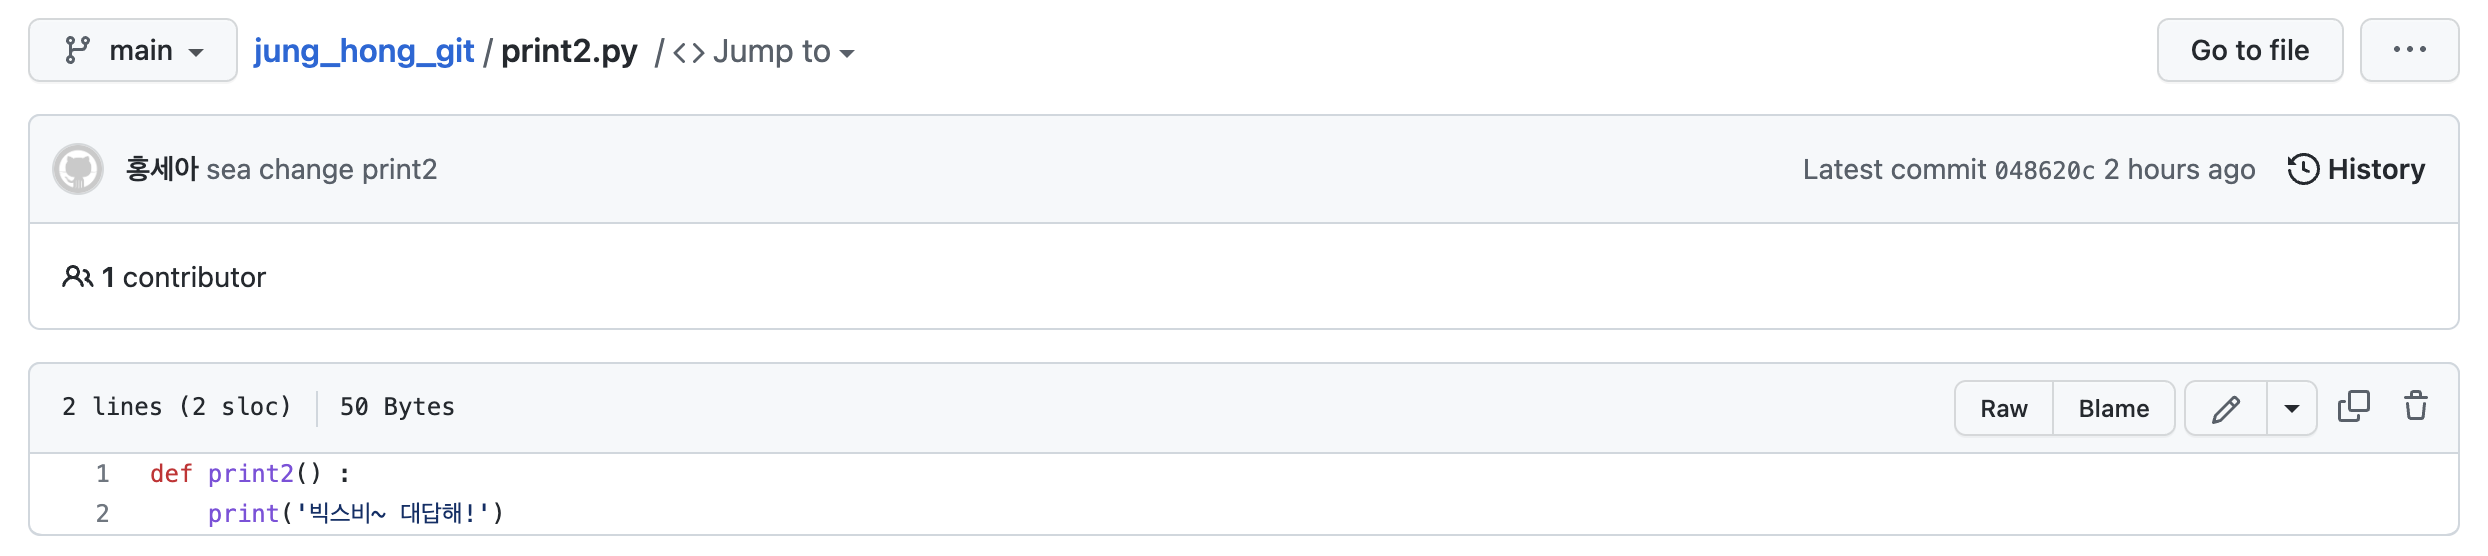 main jung_hong_git / print2.py / <> Jump to Go to file ...
홍세아 sea change print2 Latest commit 048620c 2 hours ago History
1 contributor
2 lines (2 sloc) 50 Bytes Raw Blame
1 def print2() :
2 print('빅스비~ 대답해!')